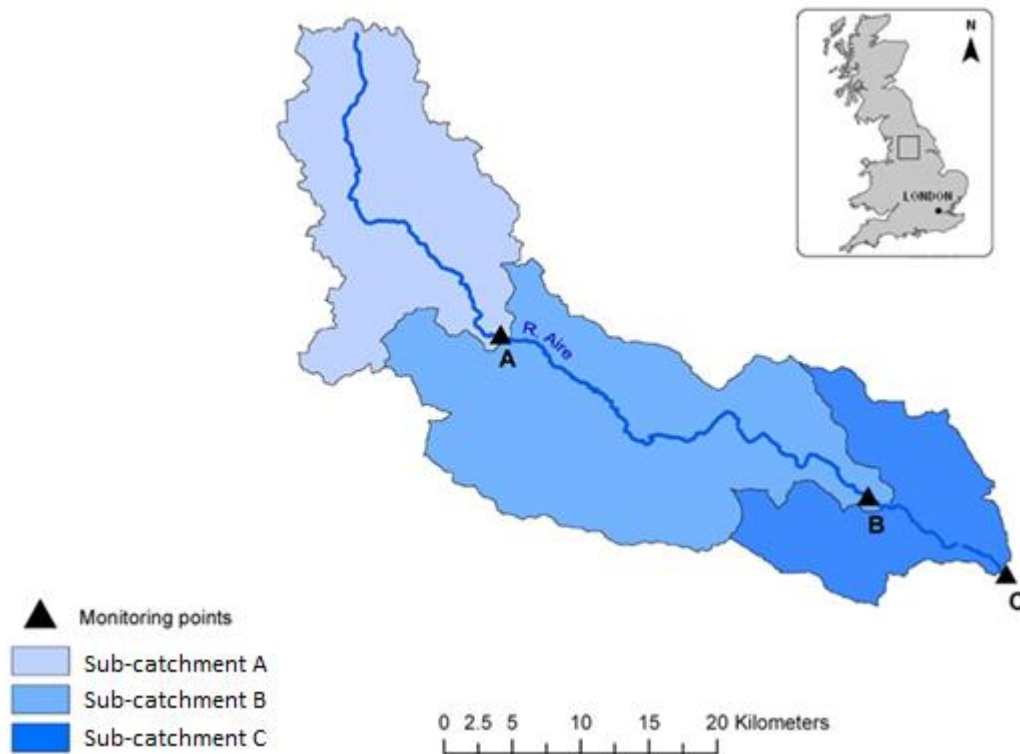 N
LONDON
R. Aire
A
B
C
Monitoring points
Sub-catchment A
Sub-catchment B
Sub-catchment C
0 2.5 5 10 15 20 Kilometers